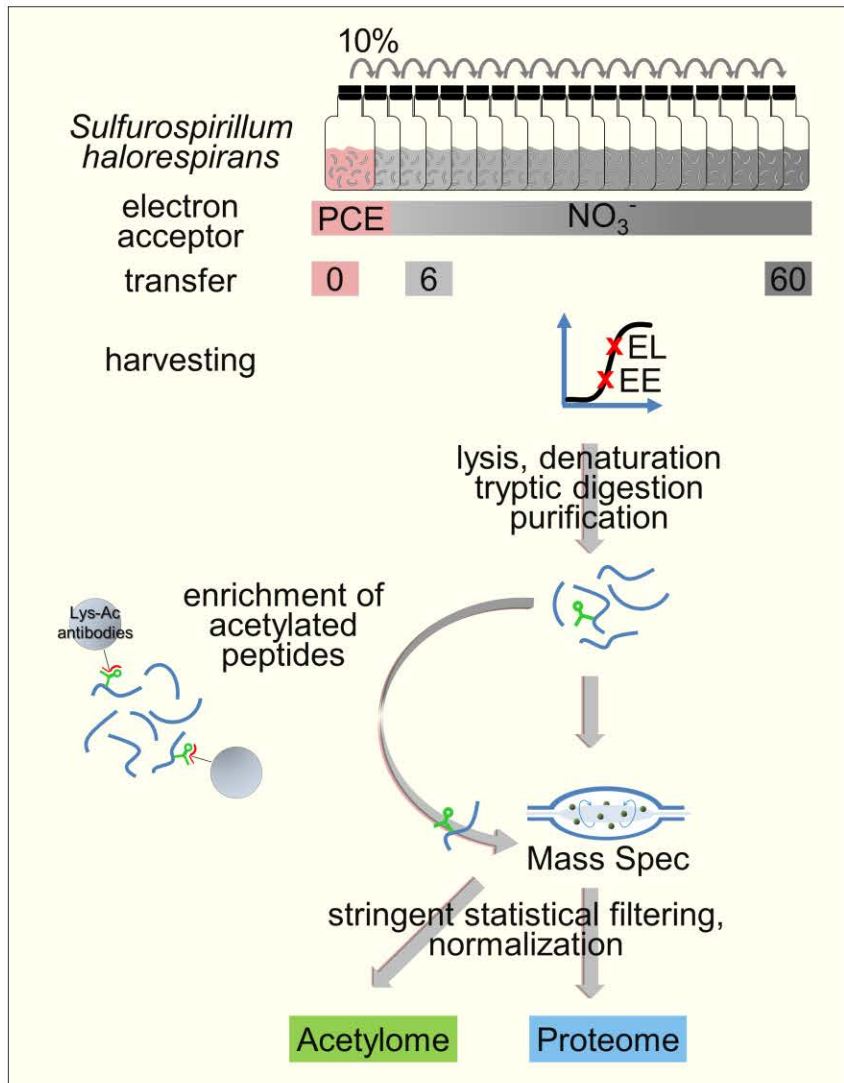 10%
Sulfurospirillum
halorespirans
electron
acceptor
PCE
NO₃⁻
transfer
0
6
60
harvesting
EL
EE
lysis, denaturation
tryptic digestion
purification
Lys-Ac
antibodies
enrichment of
acetylated
peptides
Mass Spec
stringent statistical filtering,
normalization
Acetylome
Proteome